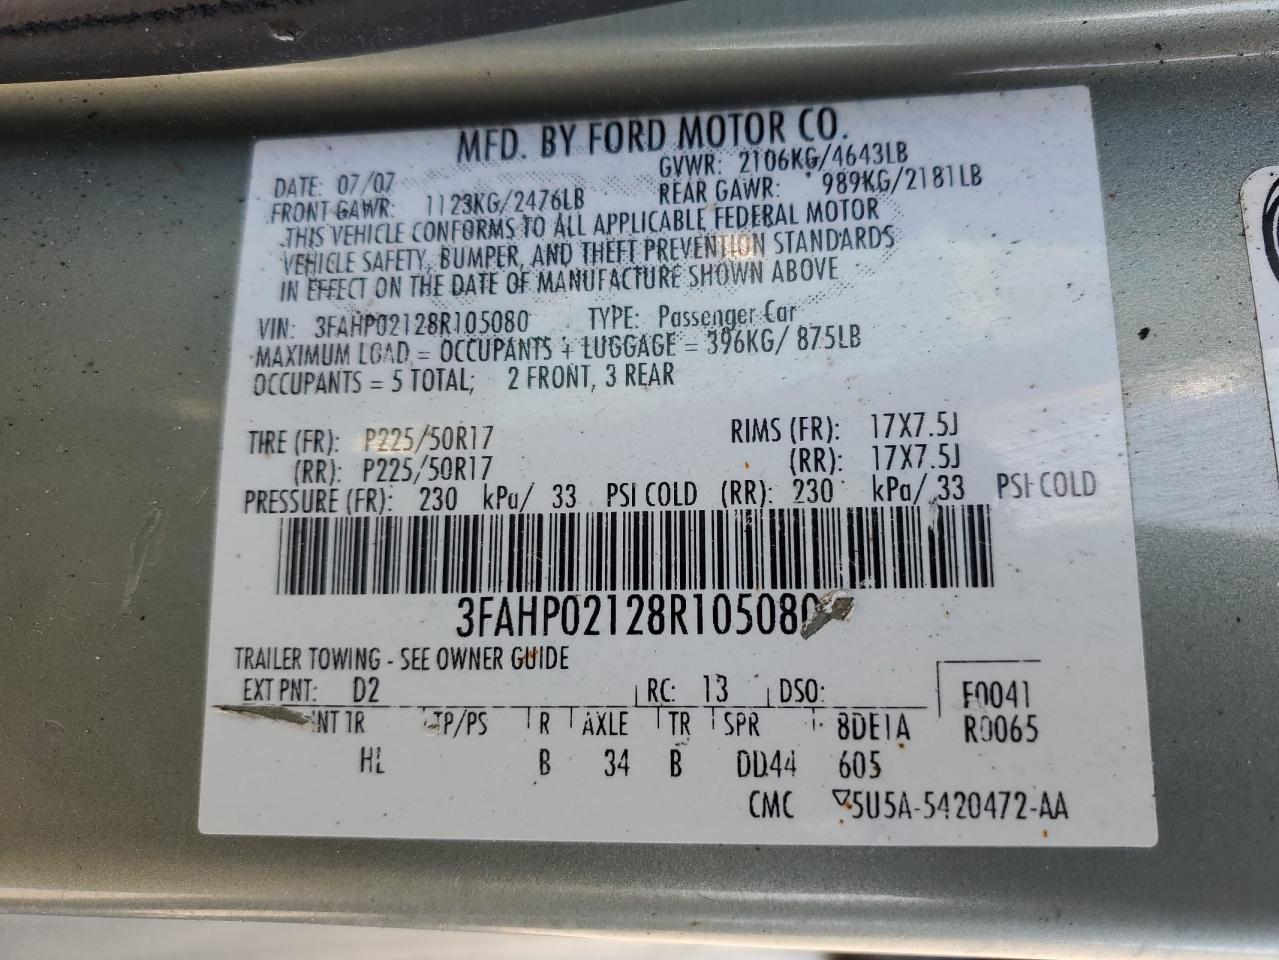 MFD. BY FORD MOTOR CO.
DATE: 07/07 GVWR: 2106KG/4643LB
FRONT GAWR: 1123KG/2476LB REAR GAWR: 989KG/2181LB
THIS VEHICLE CONFORMS TO ALL APPLICABLE FEDERAL MOTOR
VEHICLE SAFETY, BUMPER, AND THEFT PREVENTION STANDARDS
IN EFFECT ON THE DATE OF MANUFACTURE SHOWN ABOVE
VIN: 3FAHP02128R105080 TYPE: Passenger Car
MAXIMUM LOAD = OCCUPANTS + LUGGAGE = 396KG/ 875LB
OCCUPANTS = 5 TOTAL; 2 FRONT, 3 REAR
TIRE (FR): P225/50R17 RIMS (FR): 17X7.5J
(RR): P225/50R17 (RR): 17X7.5J
PRESSURE (FR): 230 kPa/ 33 PSI COLD (RR): 230 kPa/ 33 PSI COLD
3FAHP02128R105080
TRAILER TOWING - SEE OWNER GUIDE
EXT PNT: D2 RC: 13 DSO: F0041
INT TR TP/PS R AXLE TR SPR 8DE1A R0065
HL B 34 B DD44 605
CMC ▽5U5A-5420472-AA